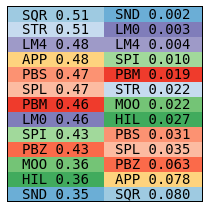 SQR 0.51 SND 0.002
STR 0.51 LM0 0.003
LM4 0.48 LM4 0.004
APP 0.48 SPI 0.010
PBS 0.47 PBM 0.019
SPL 0.47 STR 0.022
PBM 0.46 MOO 0.022
LM0 0.46 HIL 0.027
SPI 0.43 PBS 0.031
PBZ 0.43 SPL 0.035
MOO 0.36 PBZ 0.063
HIL 0.36 APP 0.078
SND 0.35 SQR 0.080